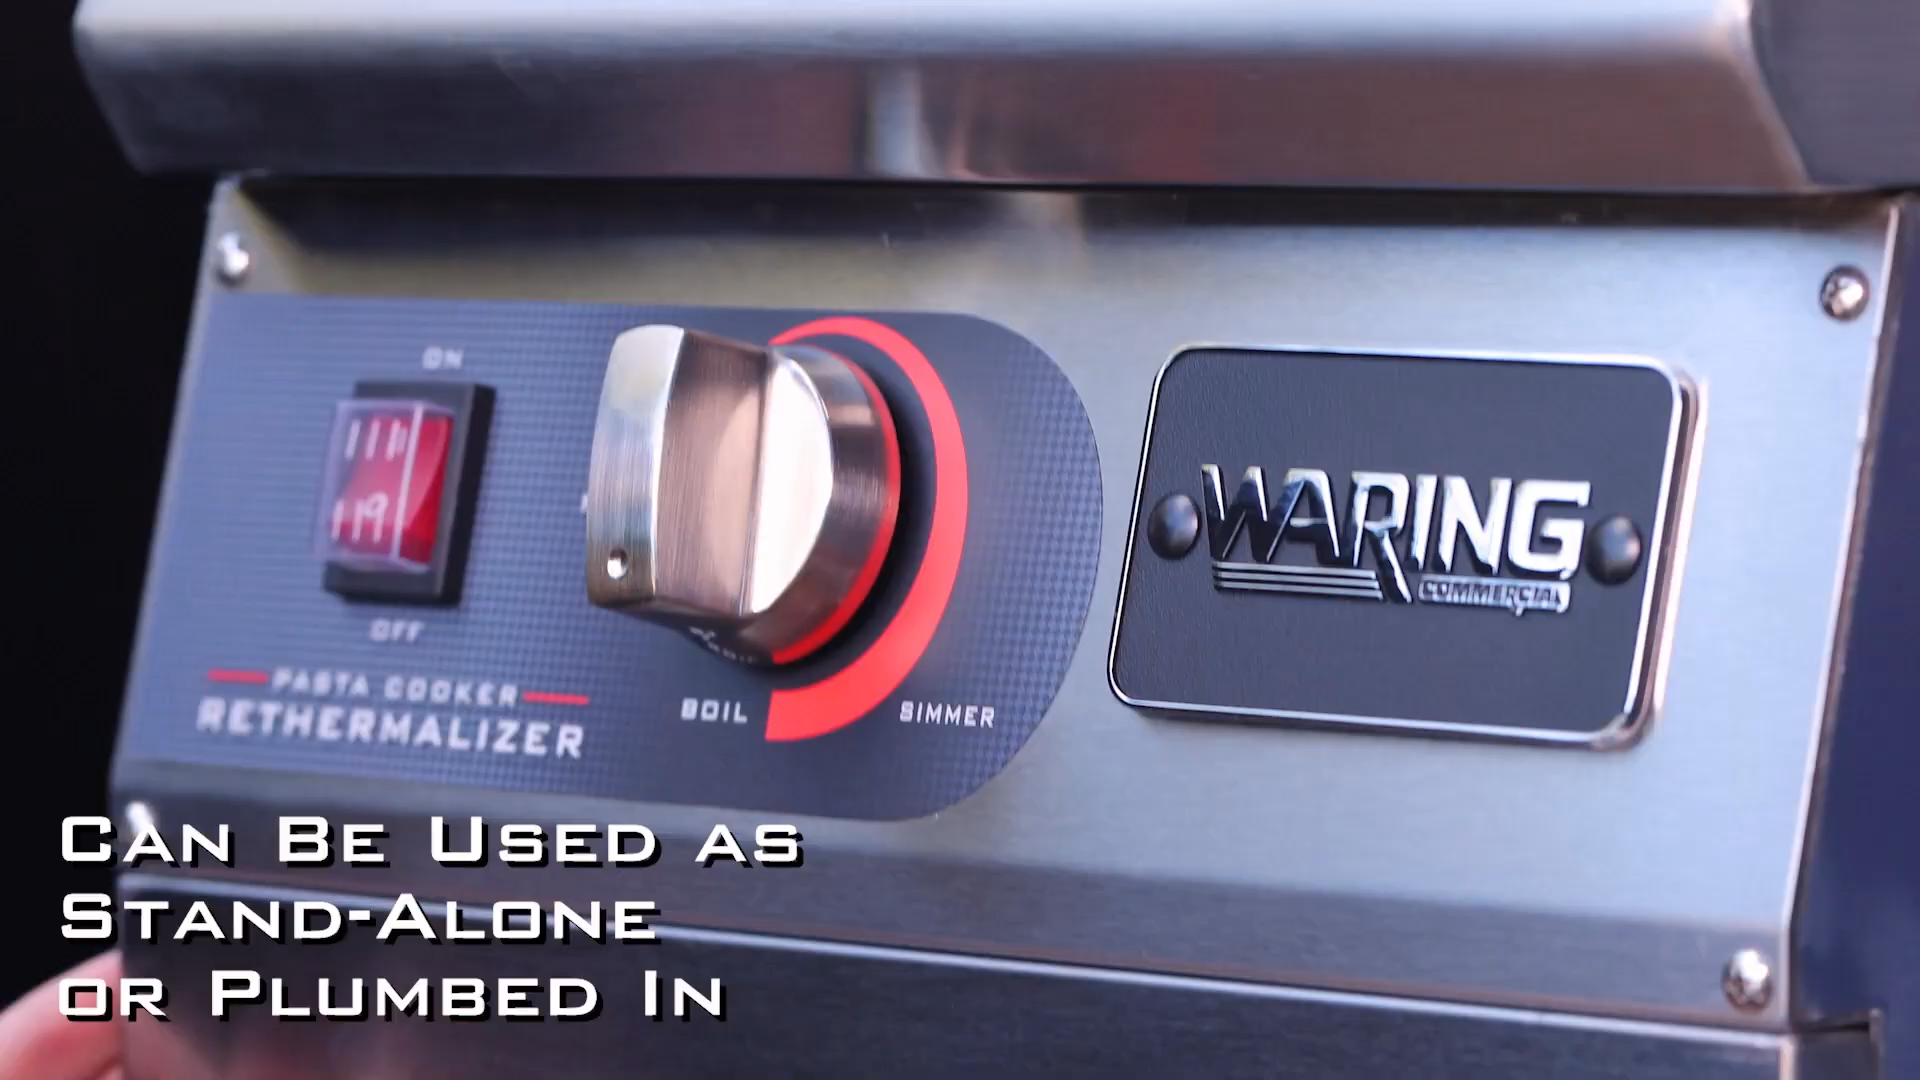 ON
OFF
PASTA COOKER
RETHERMALIZER
BOIL
SIMMER
WARING
COMMERCIAL
CAN BE USED AS
STAND-ALONE
OR PLUMBED IN